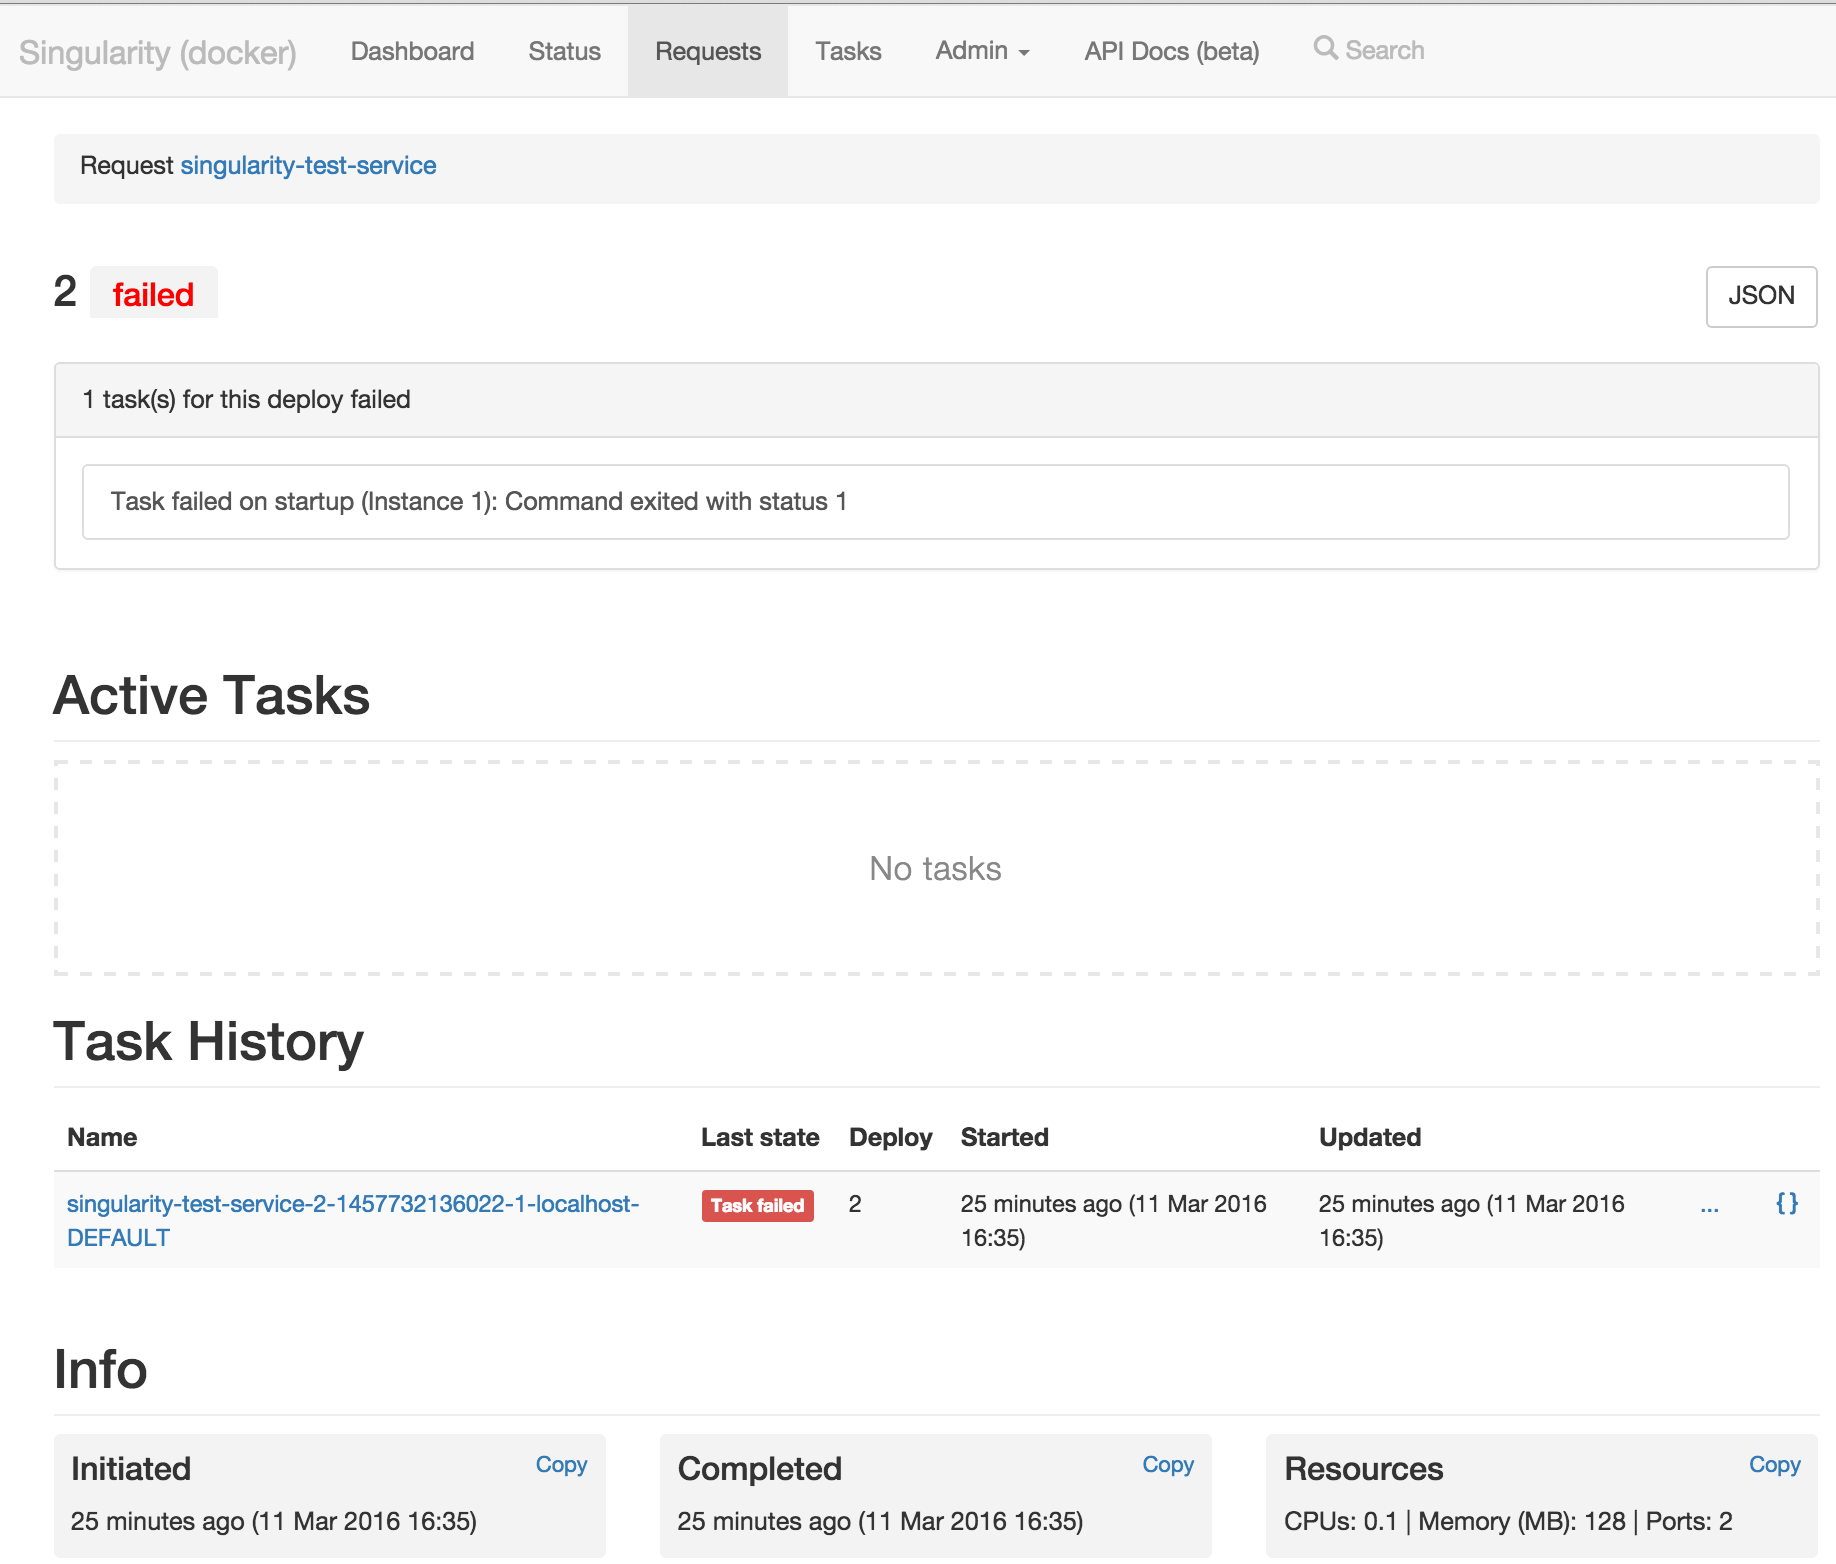 Singularity (docker) Dashboard Status Requests Tasks Admin API Docs (beta) Search
Request singularity-test-service
2 failed JSON
1 task(s) for this deploy failed
Task failed on startup (Instance 1): Command exited with status 1
Active Tasks
No tasks
Task History
Name Last state Deploy Started Updated
singularity-test-service-2-1457732136022-1-localhost- Task failed 2 25 minutes ago (11 Mar 2016 25 minutes ago (11 Mar 2016 ... {}
DEFAULT 16:35) 16:35)
Info
Initiated Copy Completed Copy Resources Copy
25 minutes ago (11 Mar 2016 16:35) 25 minutes ago (11 Mar 2016 16:35) CPUs: 0.1 | Memory (MB): 128 | Ports: 2